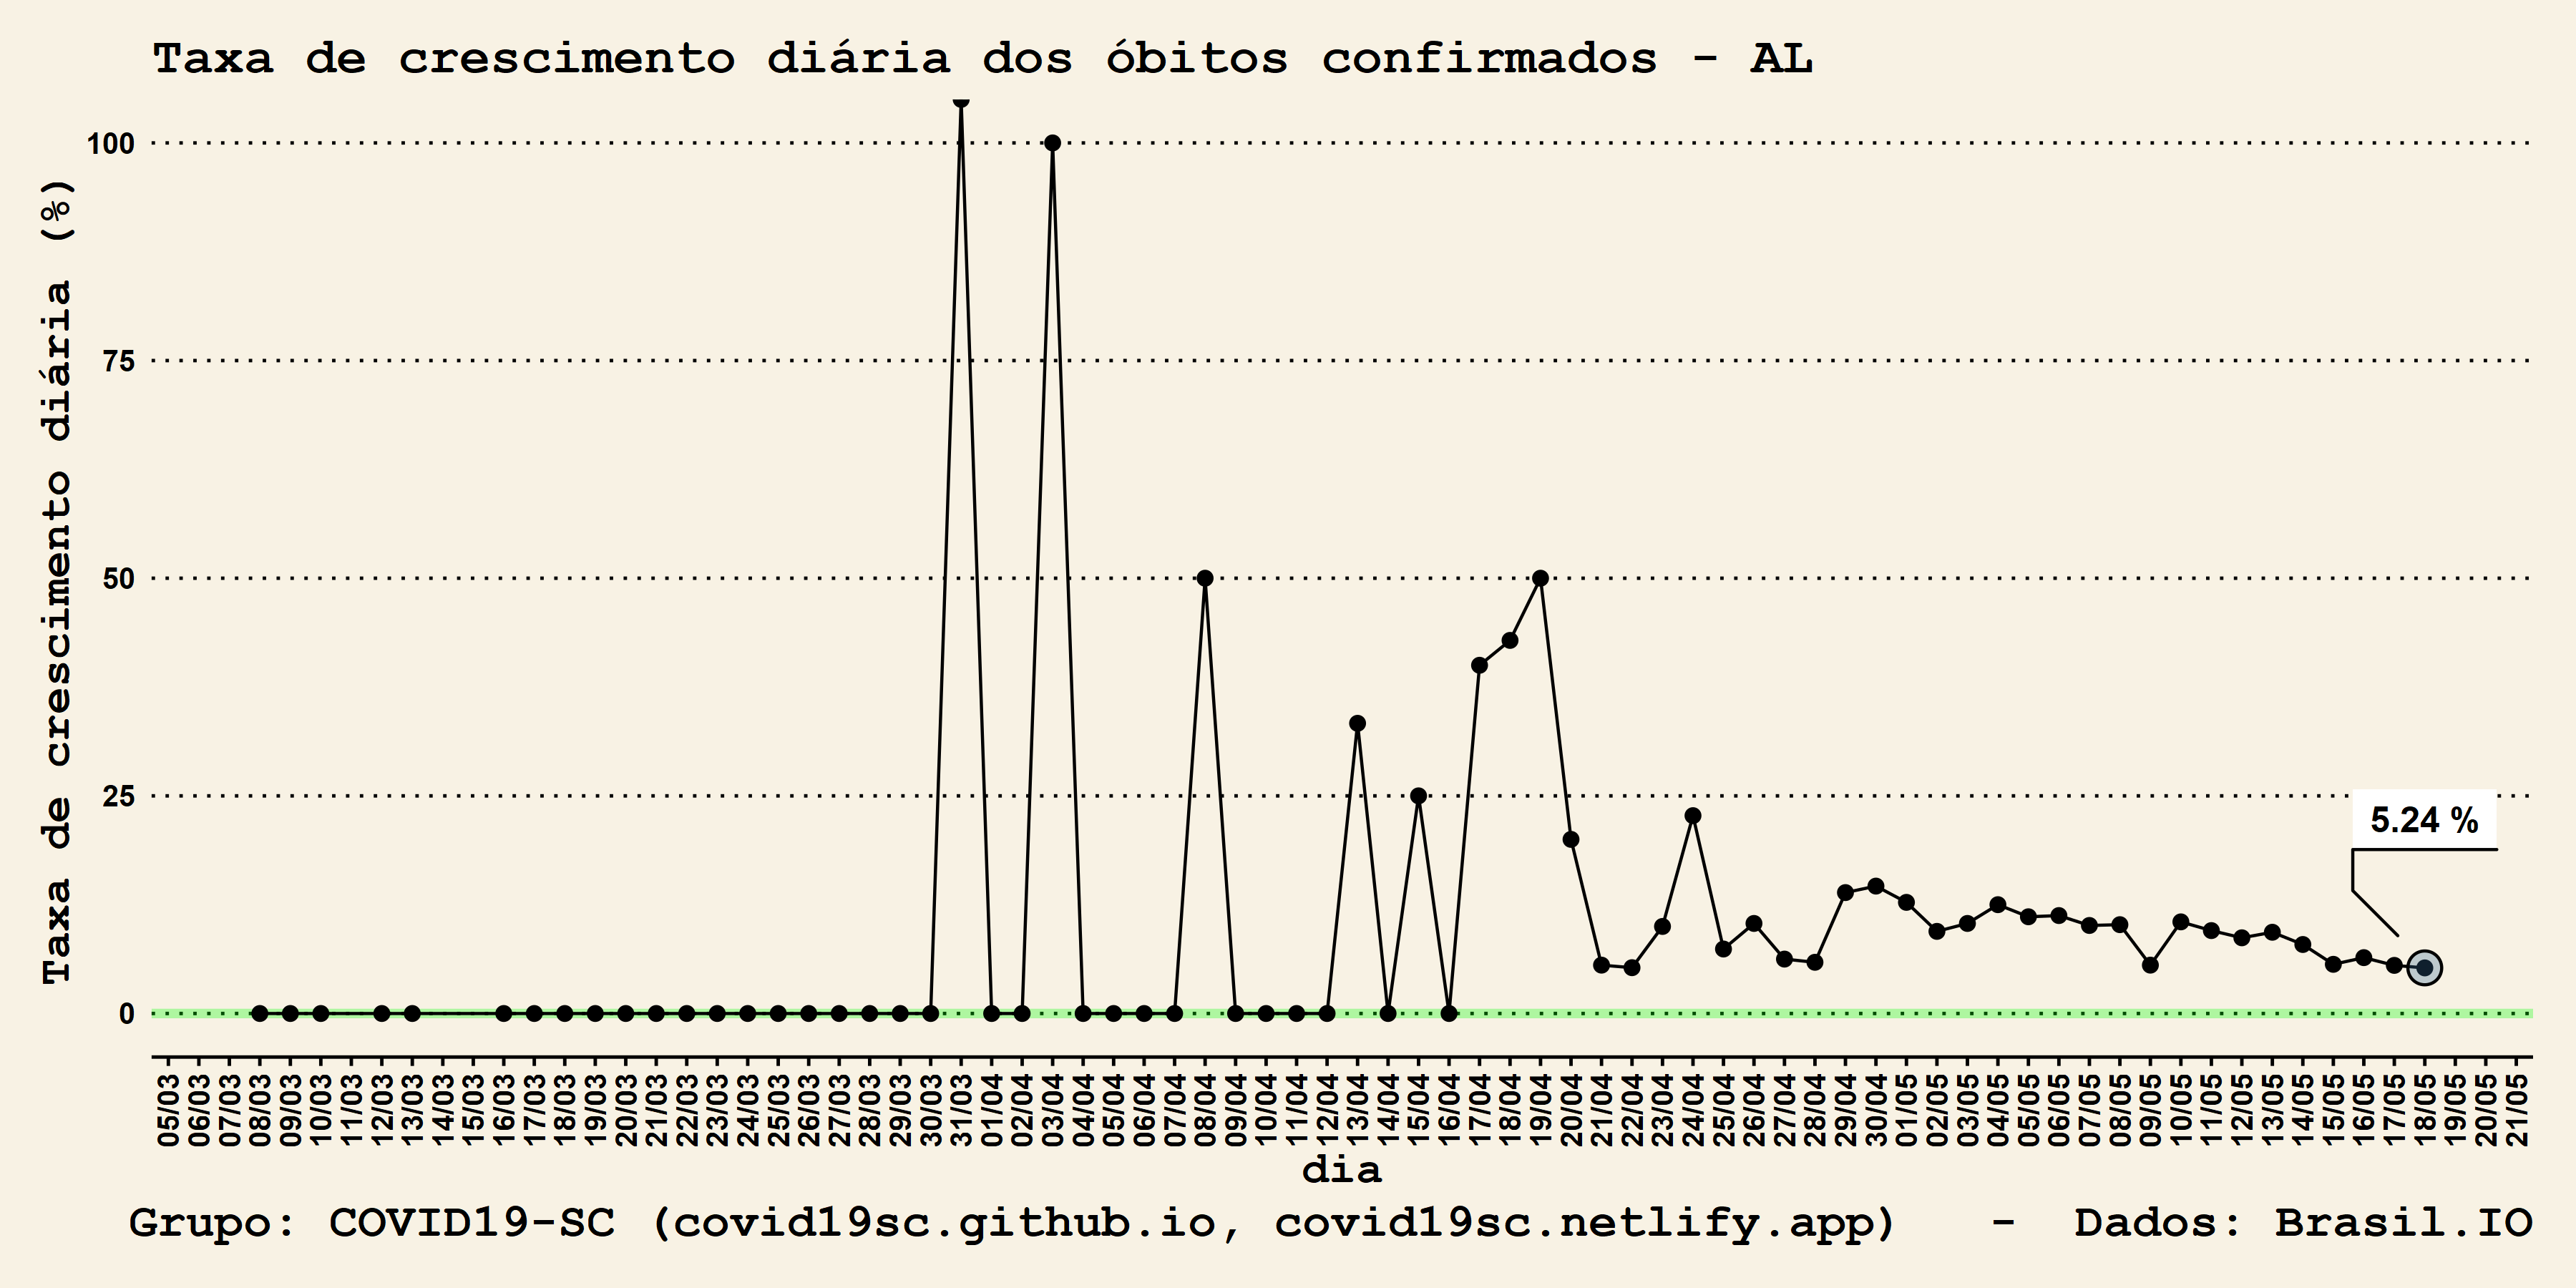 Taxa de crescimento diária dos óbitos confirmados - AL
Taxa de crescimento diária (%)
100
75
50
25
0
5.24 %
05/03 06/03 07/03 08/03 09/03 10/03 11/03 12/03 13/03 14/03 15/03 16/03 17/03 18/03 19/03 20/03 21/03 22/03 23/03 24/03 25/03 26/03 27/03 28/03 29/03 30/03 31/03 01/04 02/04 03/04 04/04 05/04 06/04 07/04 08/04 09/04 10/04 11/04 12/04 13/04 14/04 15/04 16/04 17/04 18/04 19/04 20/04 21/04 22/04 23/04 24/04 25/04 26/04 27/04 28/04 29/04 30/04 01/05 02/05 03/05 04/05 05/05 06/05 07/05 08/05 09/05 10/05 11/05 12/05 13/05 14/05 15/05 16/05 17/05 18/05 19/05 20/05 21/05
dia
Grupo: COVID19-SC (covid19sc.github.io, covid19sc.netlify.app) - Dados: Brasil.IO